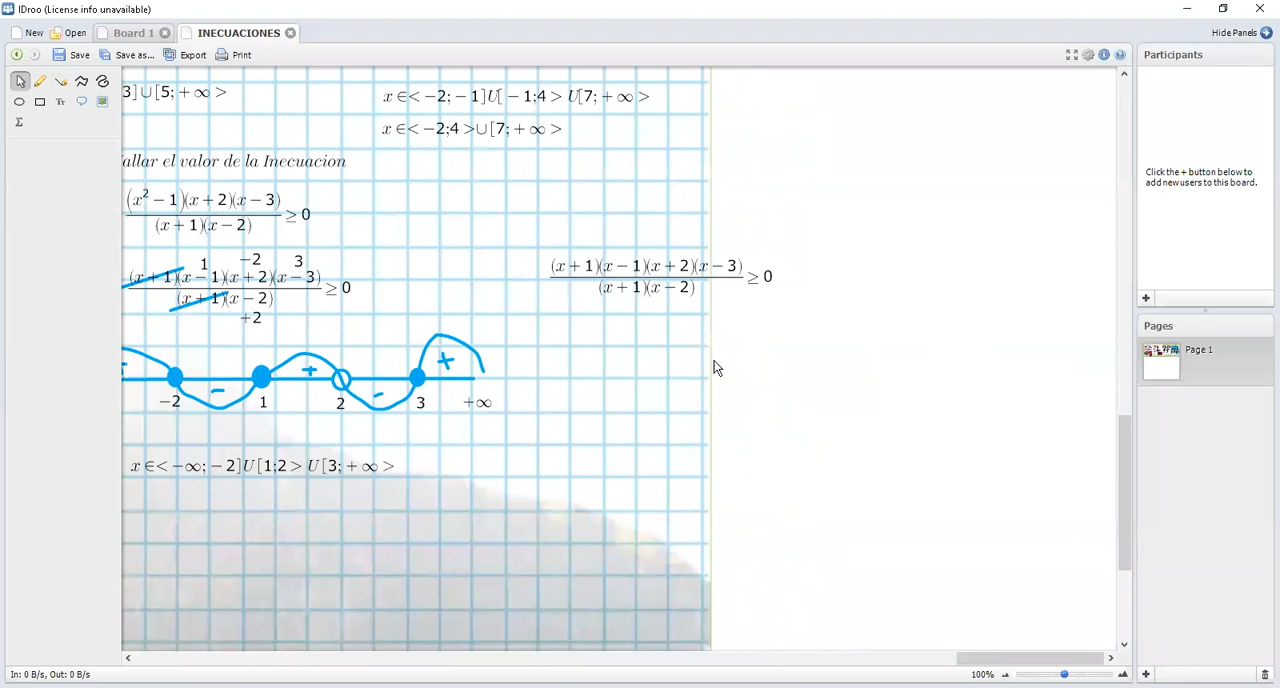 IDroo (License info unavailable)
New Open Board 1 INECUACIONES Hide Panels
Save Save as... Export Print
Participants
Click the + button below to
add new users to this board.
Pages
Page 1
3]∪[5;+∞>
allar el valor de la Inecuacion
(x²−1)(x+2)(x−3)
≥0
(x+1)(x−2)
1 −2 3
(x+1)(x−1)(x+2)(x−3)
≥0
(x+1)(x−2)
+2
− + − +
−2 1 2 3 +∞
x∈<−∞;−2]U[1;2>U[3;+∞>
x∈<−2;−1]U[−1;4>U[7;+∞>
x∈<−2;4>∪[7;+∞>
(x+1)(x−1)(x+2)(x−3)
≥0
(x+1)(x−2)
In: 0 B/s, Out: 0 B/s
100%